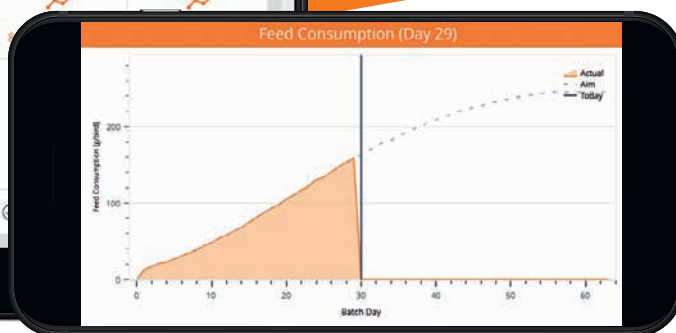 Feed Consumption (Day 29)
Actual
Aim
Today
Feed Consumption [g/bird]
200
100
0
0 10 20 30 40 50 60
Batch Day